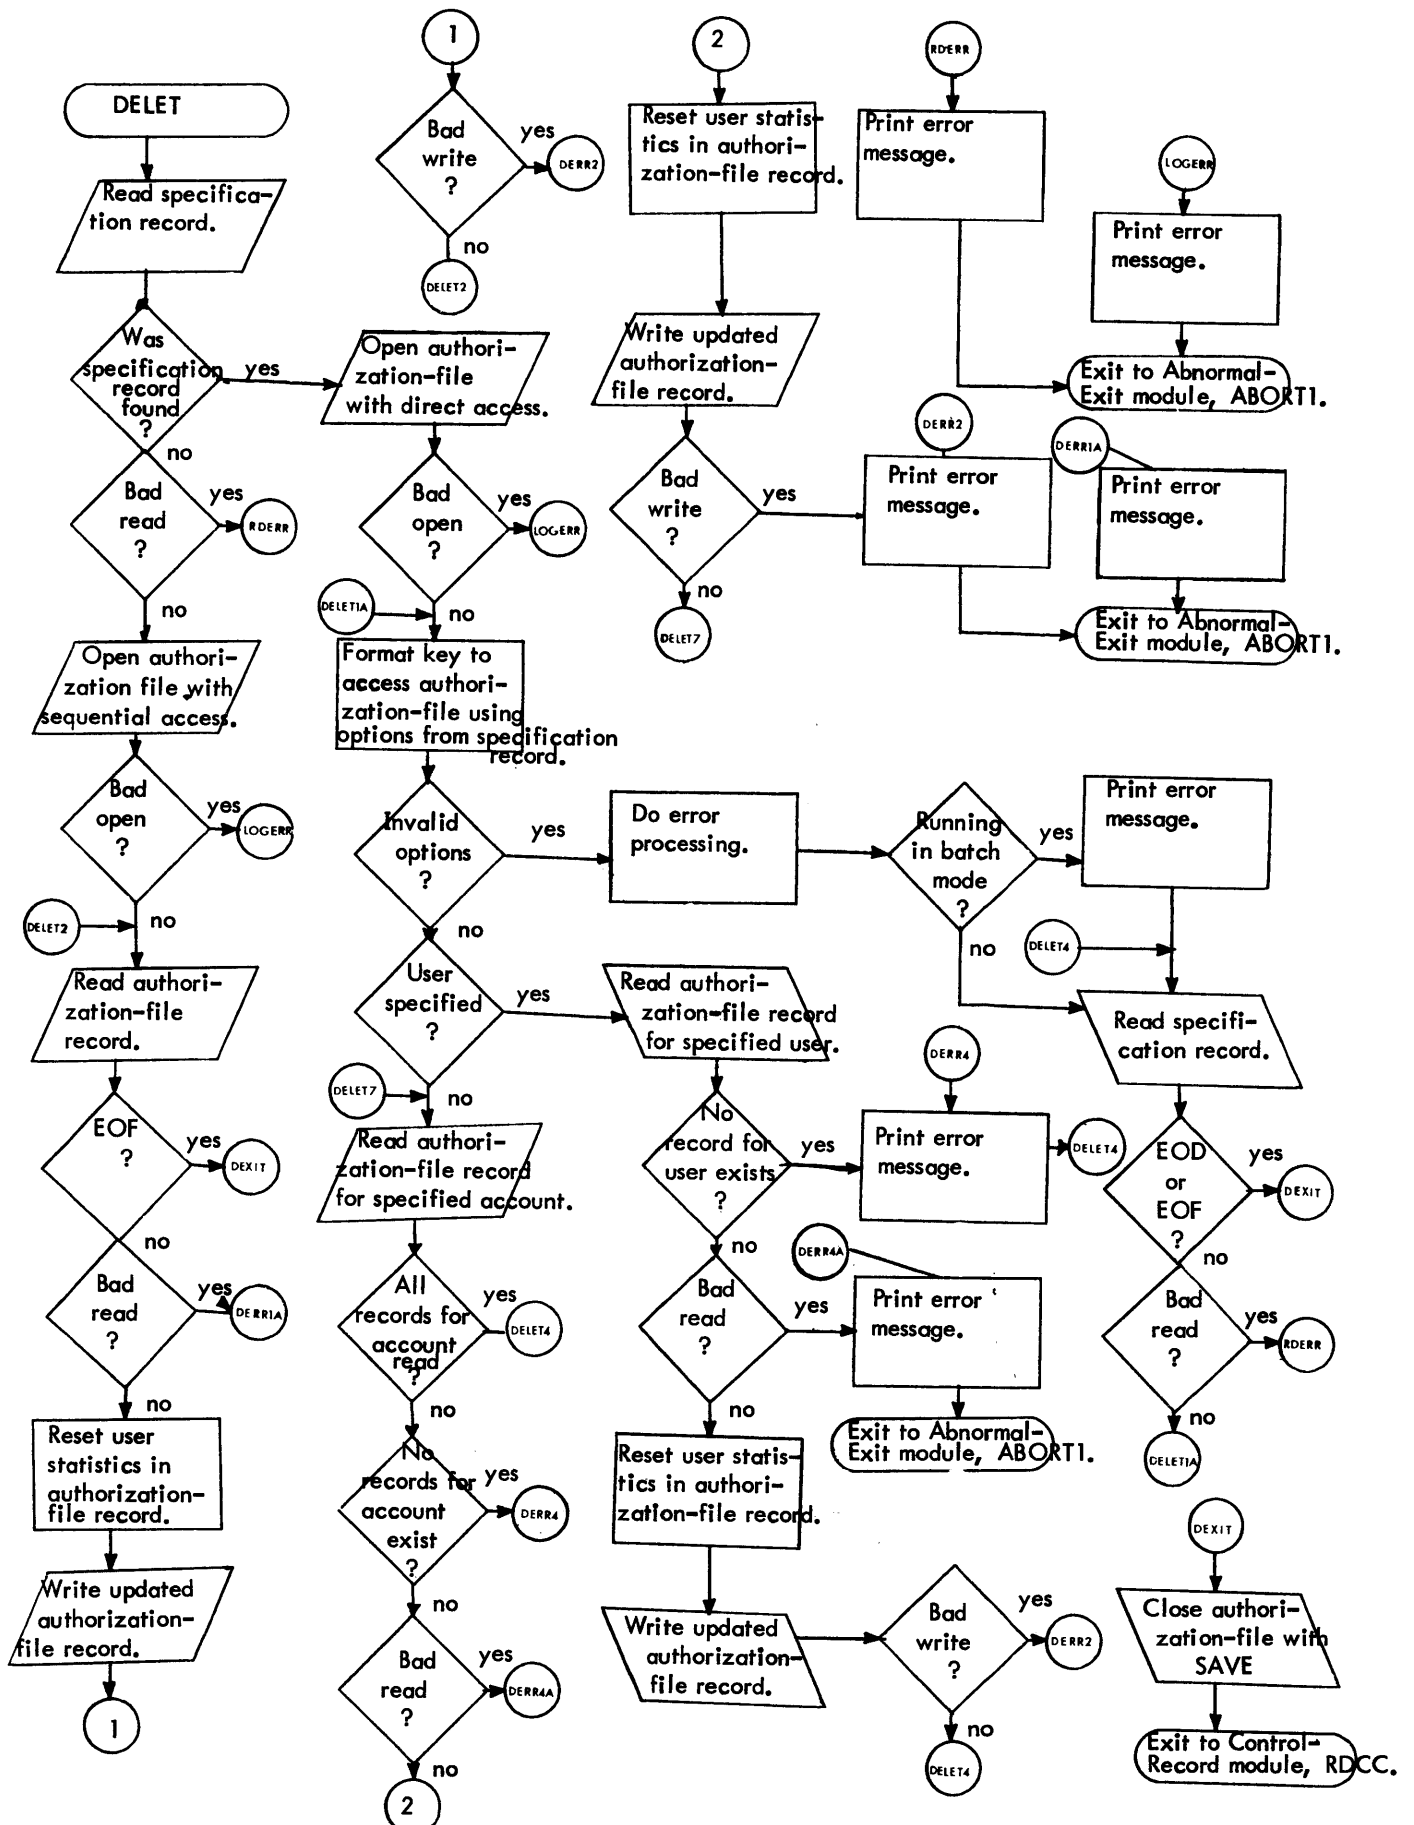 DELET
Read specifica-
tion record.
Was
specification
record
found
?
yes
no
Bad
read
?
yes
RDERR
no
Open authori-
zation file with
sequential access.
Bad
open
?
yes
LOGERR
no
DELET2
Read authori-
zation-file
record.
EOF
?
yes
DEXIT
no
Bad
read
?
yes
DERR1A
no
Reset user
statistics in
authorization-
file record.
Write updated
authorization-
file record.
1
1
Bad
write
?
yes
DERR2
no
DELET2
Open authori-
zation-file
with direct access.
Bad
open
?
yes
LOGERR
DELET1A
no
Format key to
access authori-
zation-file using
options from specification
record.
Invalid
options
?
yes
no
User
specified
?
yes
DELET7
no
Read authori-
zation-file record
for specified account.
All
records for
account
read
?
yes
DELET4
no
No
records for
account
exist
?
yes
DERR4
no
Bad
read
?
yes
DERR4A
no
2
2
Reset user statis-
tics in authori-
zation-file record.
Write updated
authorization-
file record.
Bad
write
?
yes
no
DELET7
Do error
processing.
Read authori-
zation-file record
for specified user.
No
record for
user exists
?
yes
no
Bad
read
?
yes
no
Reset user statis-
tics in authori-
zation-file record.
Write updated
authorization-
file record.
RDERR
Print error
message.
DERR2
Print error
message.
Running
in batch
mode
?
yes
no
DERR4
Print error
message.
DELET4
DERR4A
Print error
message.
Exit to Abnormal-
Exit module, ABORT1.
Bad
write
?
yes
DERR2
no
DELET4
LOGERR
Print error
message.
Exit to Abnormal-
Exit module, ABORT1.
DERR1A
Print error
message.
Exit to Abnormal-
Exit module, ABORT1.
Print error
message.
DELET4
Read specifi-
cation record.
EOD
or
EOF
?
yes
DEXIT
no
Bad
read
?
yes
RDERR
no
DELET1A
DEXIT
Close authori-
zation-file with
SAVE
Exit to Control-
Record module, RDCC.